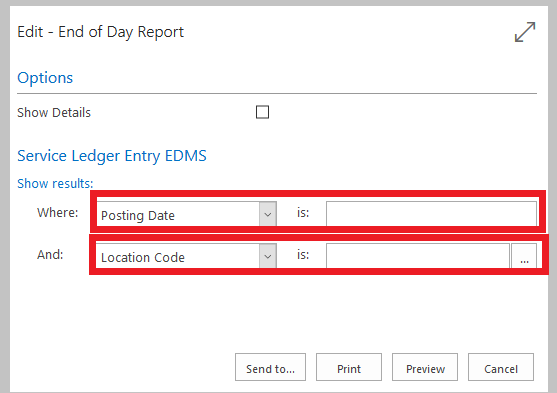 Edit - End of Day Report
Options
Show Details
Service Ledger Entry EDMS
Show results:
Where: Posting Date is:
And: Location Code is: ...
Send to... Print Preview Cancel